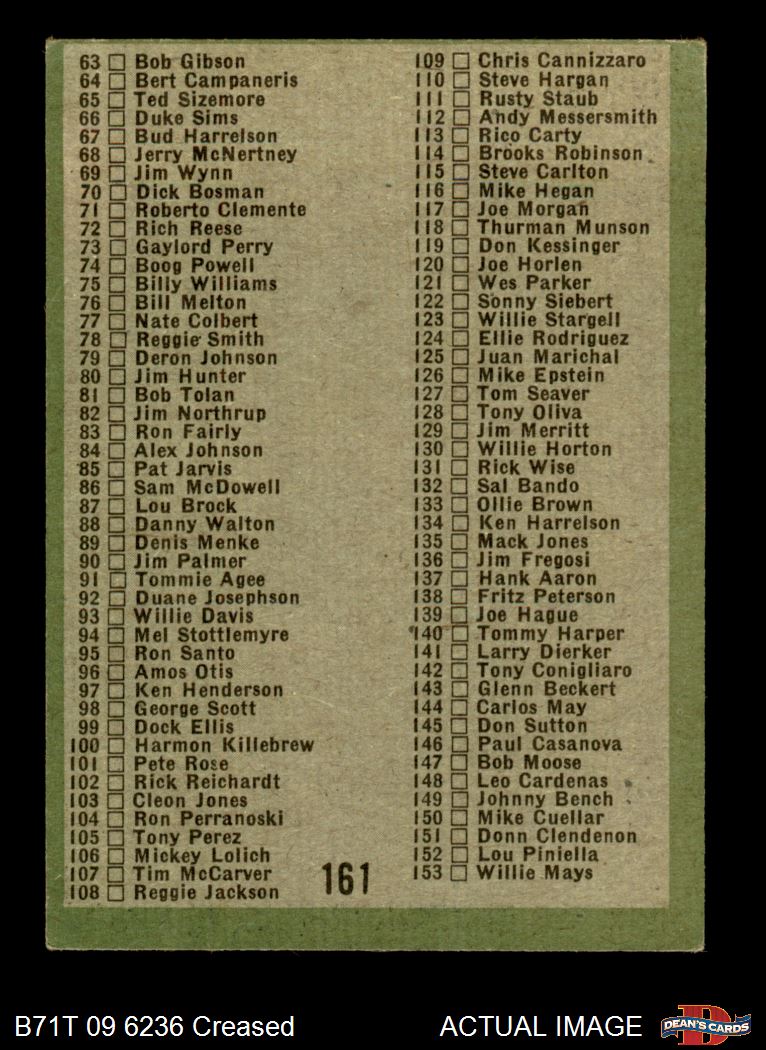 63 Bob Gibson
64 Bert Campaneris
65 Ted Sizemore
66 Duke Sims
67 Bud Harrelson
68 Jerry McNertney
69 Jim Wynn
70 Dick Bosman
71 Roberto Clemente
72 Rich Reese
73 Gaylord Perry
74 Boog Powell
75 Billy Williams
76 Bill Melton
77 Nate Colbert
78 Reggie Smith
79 Deron Johnson
80 Jim Hunter
81 Bob Tolan
82 Jim Northrup
83 Ron Fairly
84 Alex Johnson
85 Pat Jarvis
86 Sam McDowell
87 Lou Brock
88 Danny Walton
89 Denis Menke
90 Jim Palmer
91 Tommie Agee
92 Duane Josephson
93 Willie Davis
94 Mel Stottlemyre
95 Ron Santo
96 Amos Otis
97 Ken Henderson
98 George Scott
99 Dock Ellis
100 Harmon Killebrew
101 Pete Rose
102 Rick Reichardt
103 Cleon Jones
104 Ron Perranoski
105 Tony Perez
106 Mickey Lolich
107 Tim McCarver
108 Reggie Jackson
109 Chris Cannizzaro
110 Steve Hargan
111 Rusty Staub
112 Andy Messersmith
113 Rico Carty
114 Brooks Robinson
115 Steve Carlton
116 Mike Hegan
117 Joe Morgan
118 Thurman Munson
119 Don Kessinger
120 Joe Horlen
121 Wes Parker
122 Sonny Siebert
123 Willie Stargell
124 Ellie Rodriguez
125 Juan Marichal
126 Mike Epstein
127 Tom Seaver
128 Tony Oliva
129 Jim Merritt
130 Willie Horton
131 Rick Wise
132 Sal Bando
133 Ollie Brown
134 Ken Harrelson
135 Mack Jones
136 Jim Fregosi
137 Hank Aaron
138 Fritz Peterson
139 Joe Hague
140 Tommy Harper
141 Larry Dierker
142 Tony Conigliaro
143 Glenn Beckert
144 Carlos May
145 Don Sutton
146 Paul Casanova
147 Bob Moose
148 Leo Cardenas
149 Johnny Bench
150 Mike Cuellar
151 Donn Clendenon
152 Lou Piniella
153 Willie Mays
161
B71T 09 6236 Creased
ACTUAL IMAGE
D
DEAN'S CARDS